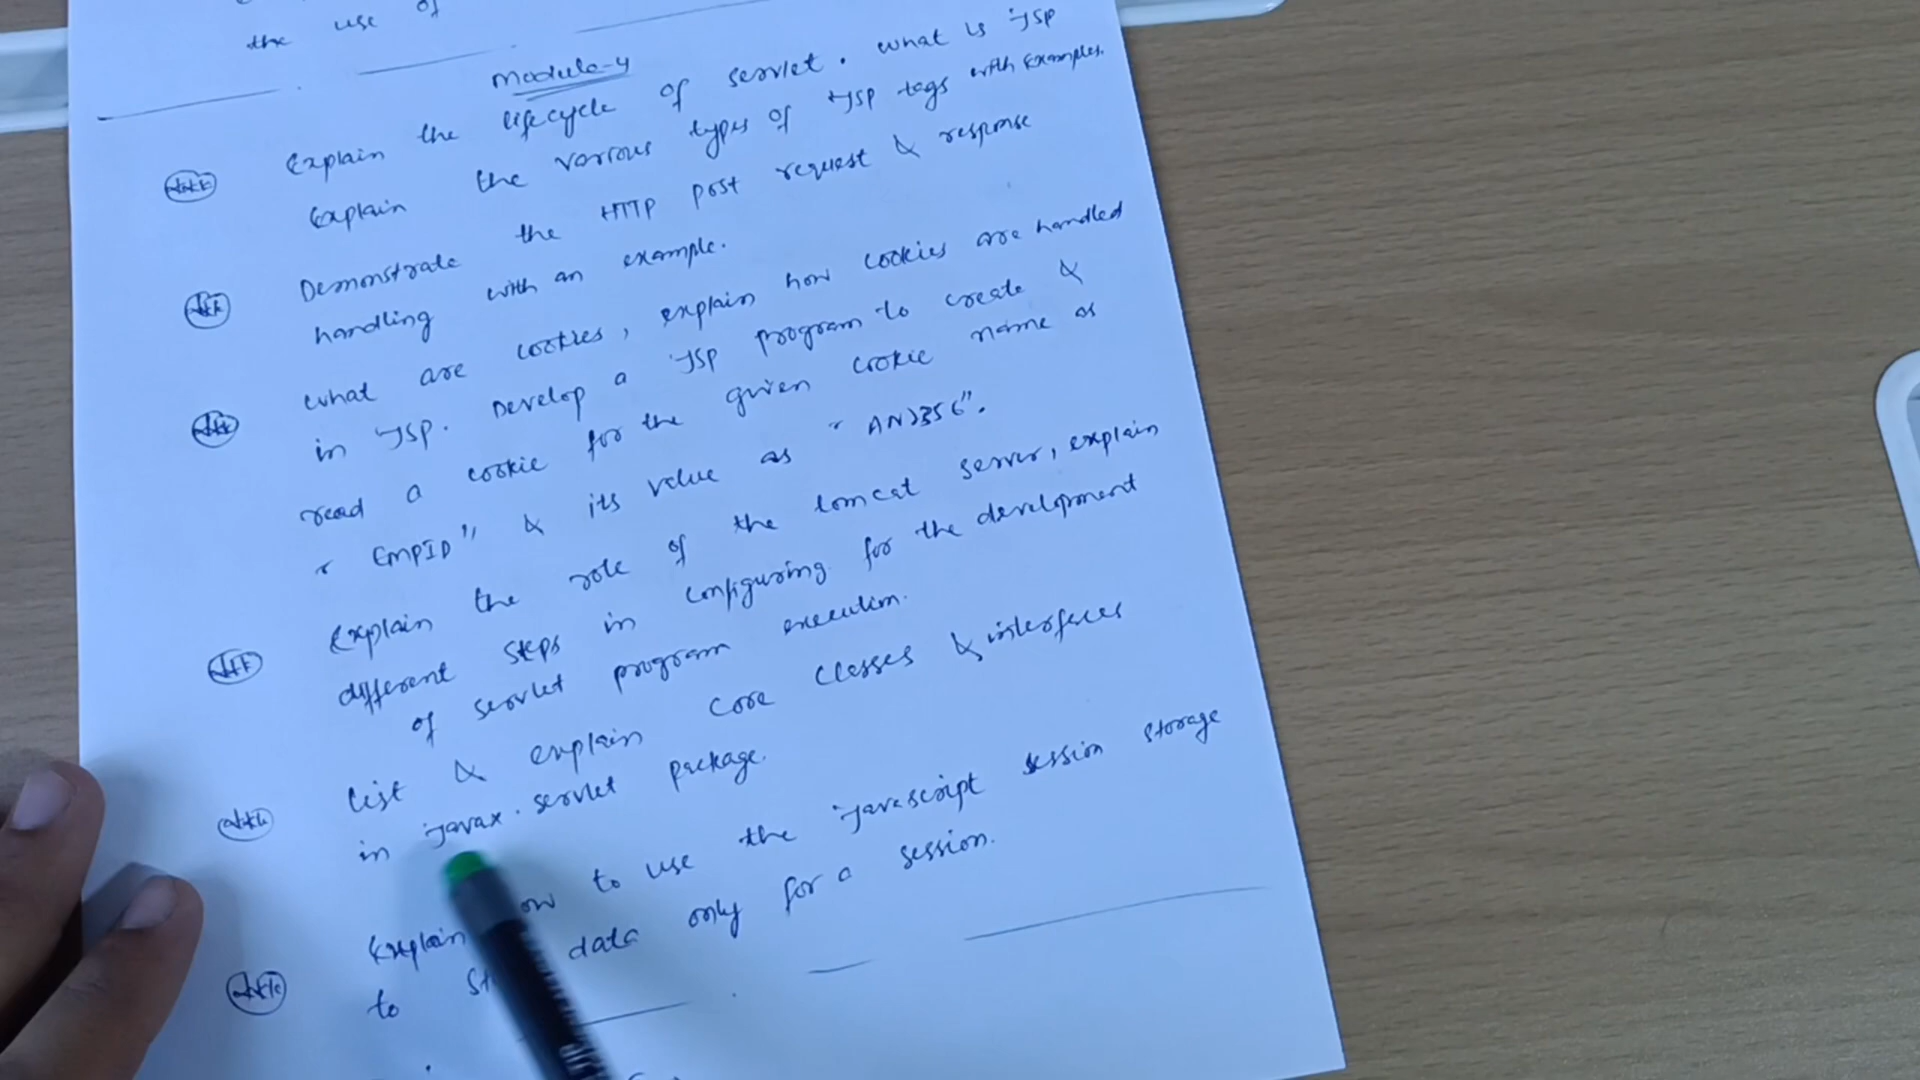 the use of
Module-4
Explain the lifecycle of servlet. What is JSP
Explain the various types of JSP tags with examples.
Demonstrate the HTTP post request & response
handling with an example.
What are cookies, explain how cookies are handled
in JSP. Develop a JSP program to create &
read a cookie for the given cookie name as
"EMPID" & its value as "AN2356".
Explain the role of the tomcat server, explain
different steps in configuring for the development
of servlet program execution.
List & explain core classes & interfaces
in javax.servlet package.
Explain how to use the javascript session storage
to data only for a session.